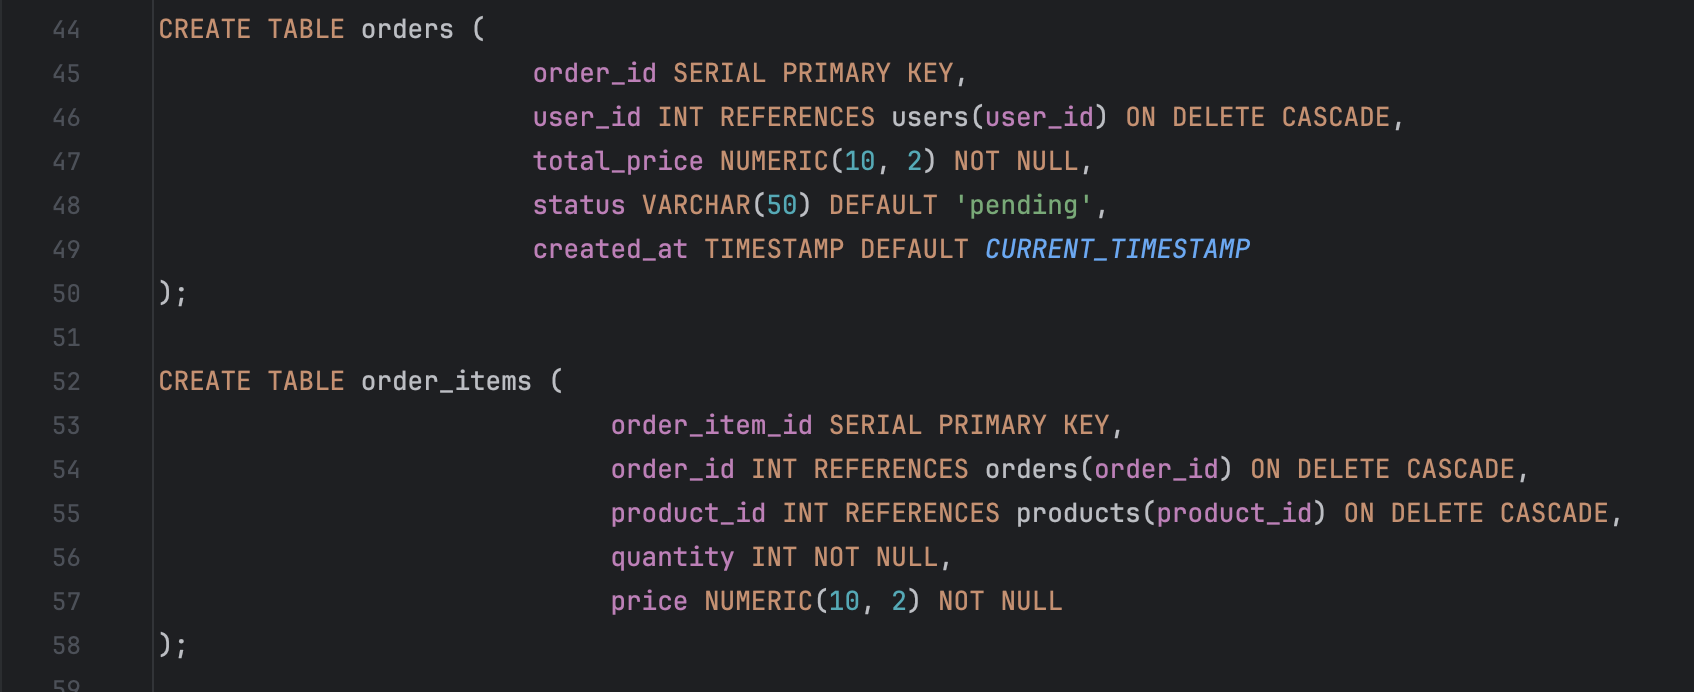 44 CREATE TABLE orders (
45 order_id SERIAL PRIMARY KEY,
46 user_id INT REFERENCES users(user_id) ON DELETE CASCADE,
47 total_price NUMERIC(10, 2) NOT NULL,
48 status VARCHAR(50) DEFAULT 'pending',
49 created_at TIMESTAMP DEFAULT CURRENT_TIMESTAMP
50 );
51
52 CREATE TABLE order_items (
53 order_item_id SERIAL PRIMARY KEY,
54 order_id INT REFERENCES orders(order_id) ON DELETE CASCADE,
55 product_id INT REFERENCES products(product_id) ON DELETE CASCADE,
56 quantity INT NOT NULL,
57 price NUMERIC(10, 2) NOT NULL
58 );
59